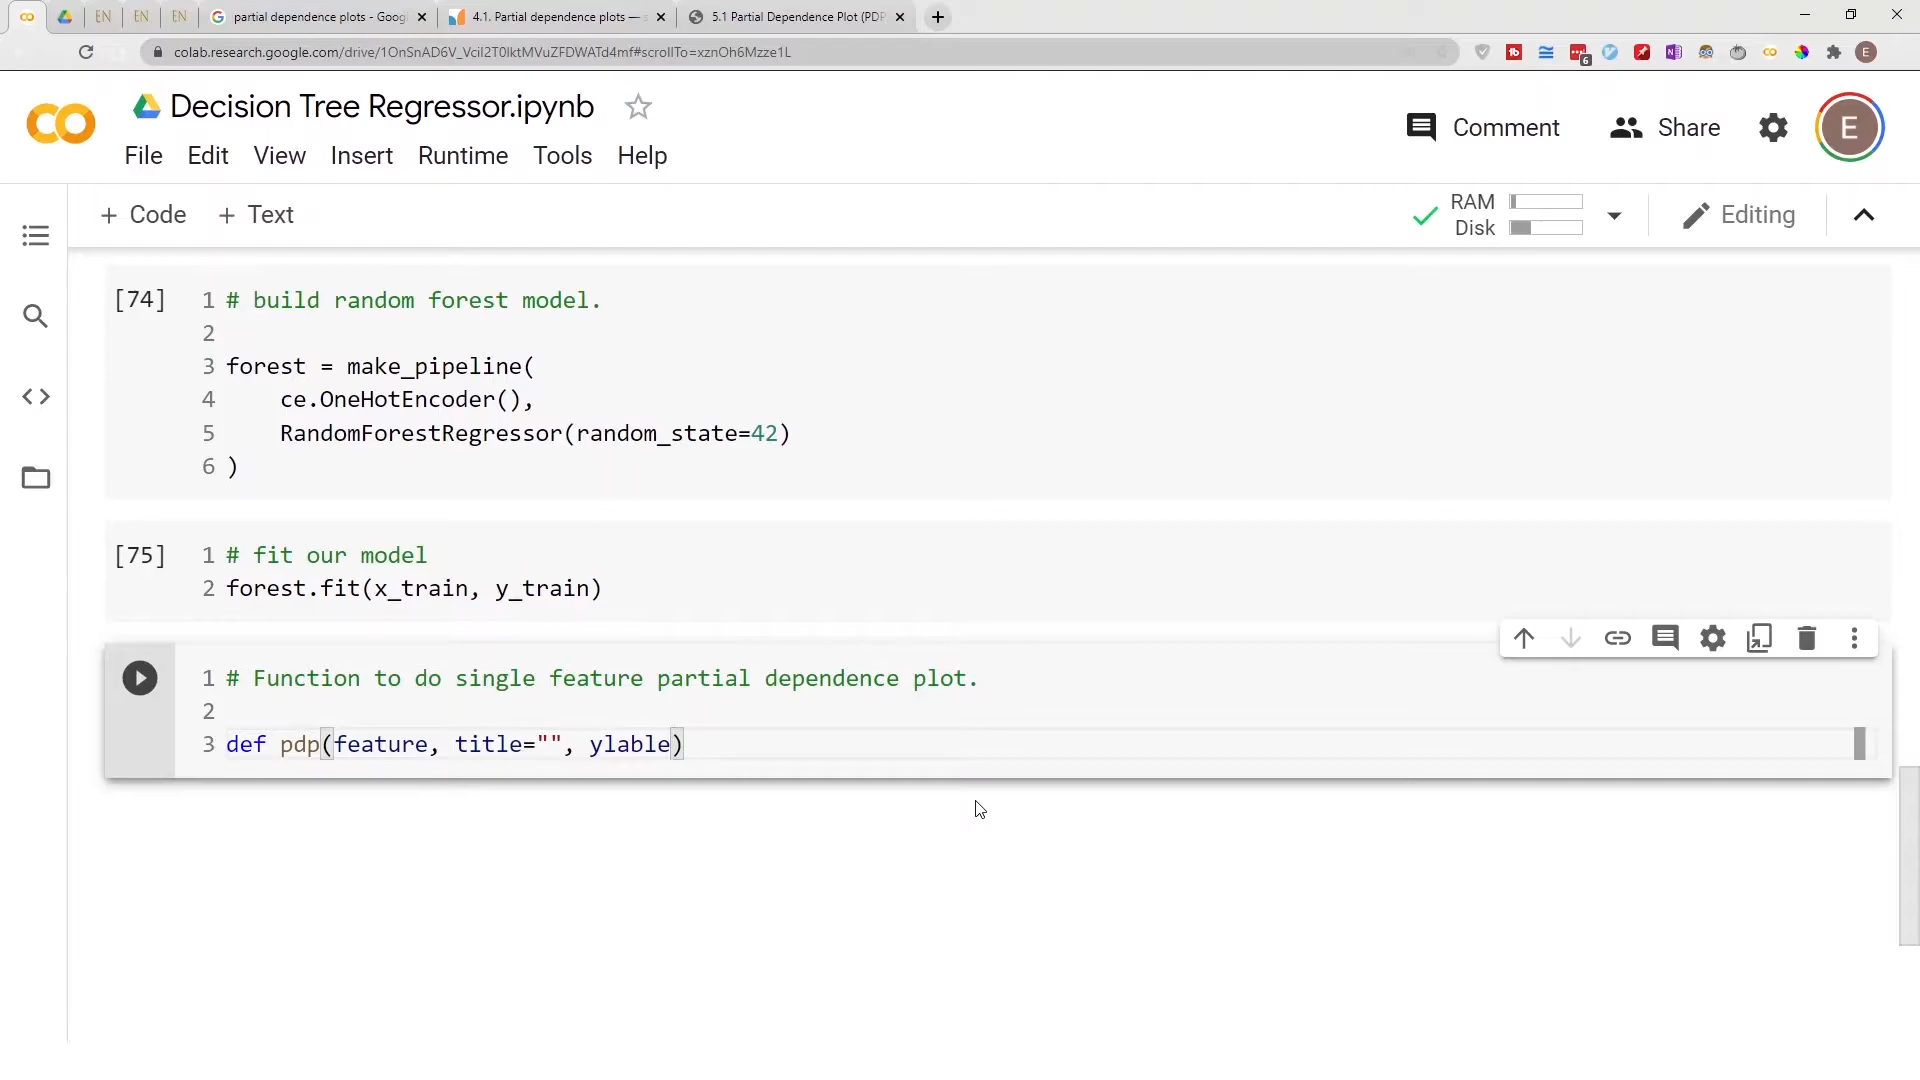 EN
EN
EN
partial dependence plots - Goog
4.1. Partial dependence plots — s
5.1 Partial Dependence Plot (PDP
colab.research.google.com/drive/1OnSnAD6V_Vcil2T0lktMVuZFDWATd4mf#scrollTo=xznOh6Mzze1L
6
E
Decision Tree Regressor.ipynb
Comment
Share
E
File Edit View Insert Runtime Tools Help
+ Code + Text
RAM
Disk
Editing
[74]
1 # build random forest model.
2
3 forest = make_pipeline(
4 ce.OneHotEncoder(),
5 RandomForestRegressor(random_state=42)
6 )
[75]
1 # fit our model
2 forest.fit(x_train, y_train)
1 # Function to do single feature partial dependence plot.
2
3 def pdp(feature, title="", ylable)